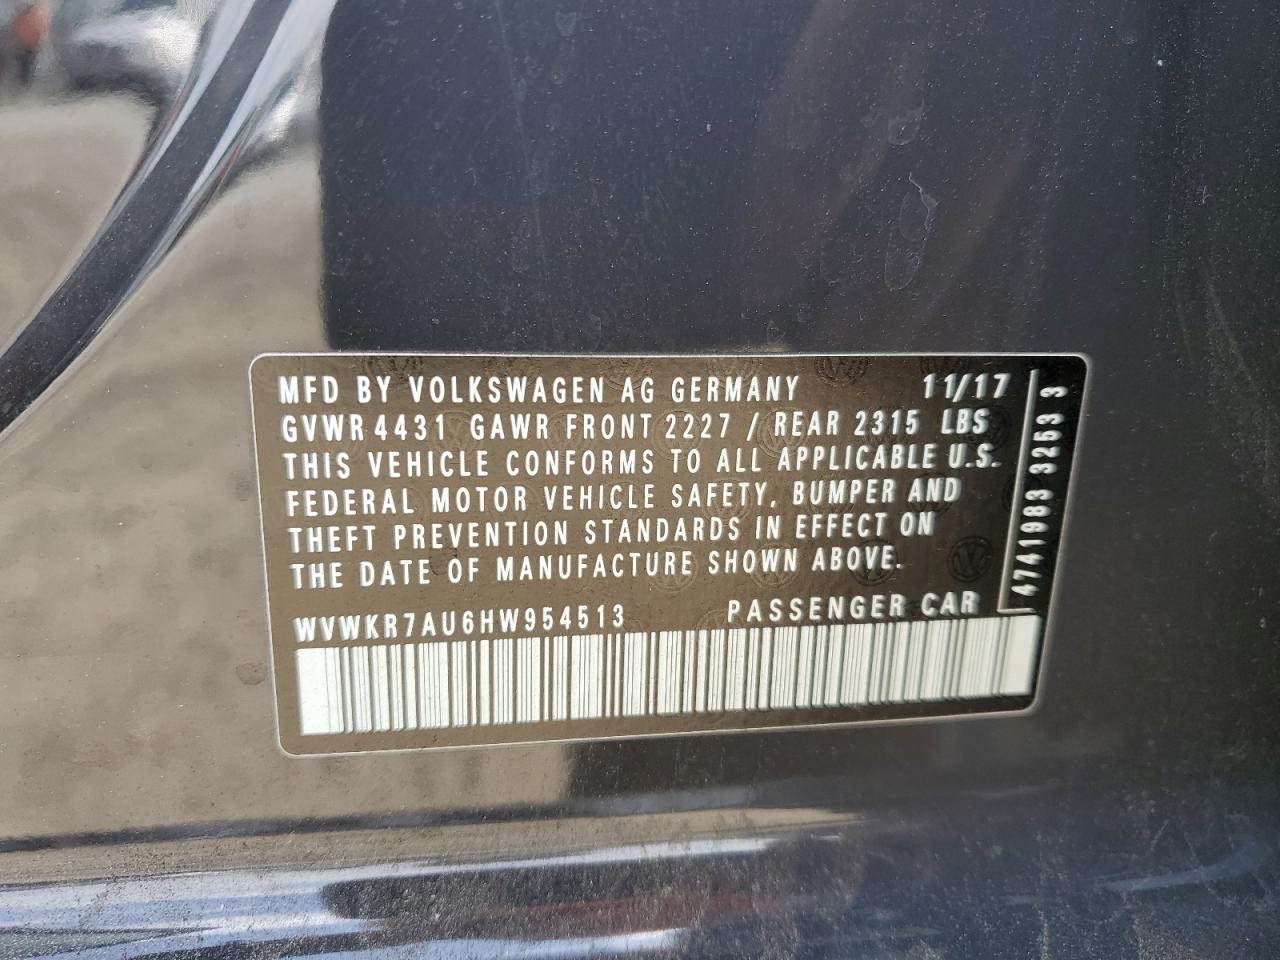 MFD BY VOLKSWAGEN AG GERMANY 11/17
GVWR 4431 GAWR FRONT 2227 / REAR 2315 LBS
THIS VEHICLE CONFORMS TO ALL APPLICABLE U.S.
FEDERAL MOTOR VEHICLE SAFETY, BUMPER AND
THEFT PREVENTION STANDARDS IN EFFECT ON
THE DATE OF MANUFACTURE SHOWN ABOVE.
WVWKR7AU6HW954513 PASSENGER CAR
4741983 3253 3